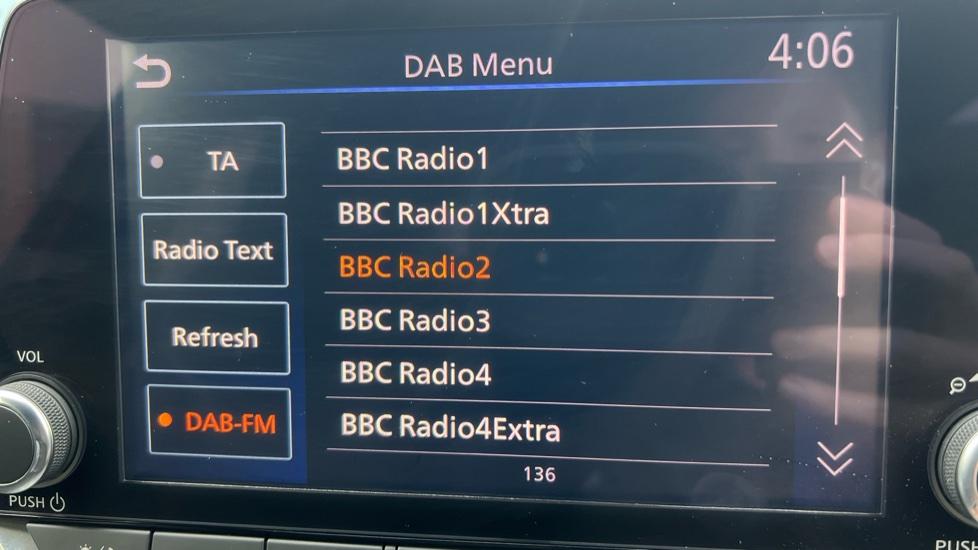 DAB Menu
4:06
TA
Radio Text
Refresh
DAB-FM
BBC Radio1
BBC Radio1Xtra
BBC Radio2
BBC Radio3
BBC Radio4
BBC Radio4Extra
136
VOL
PUSH
PUSH